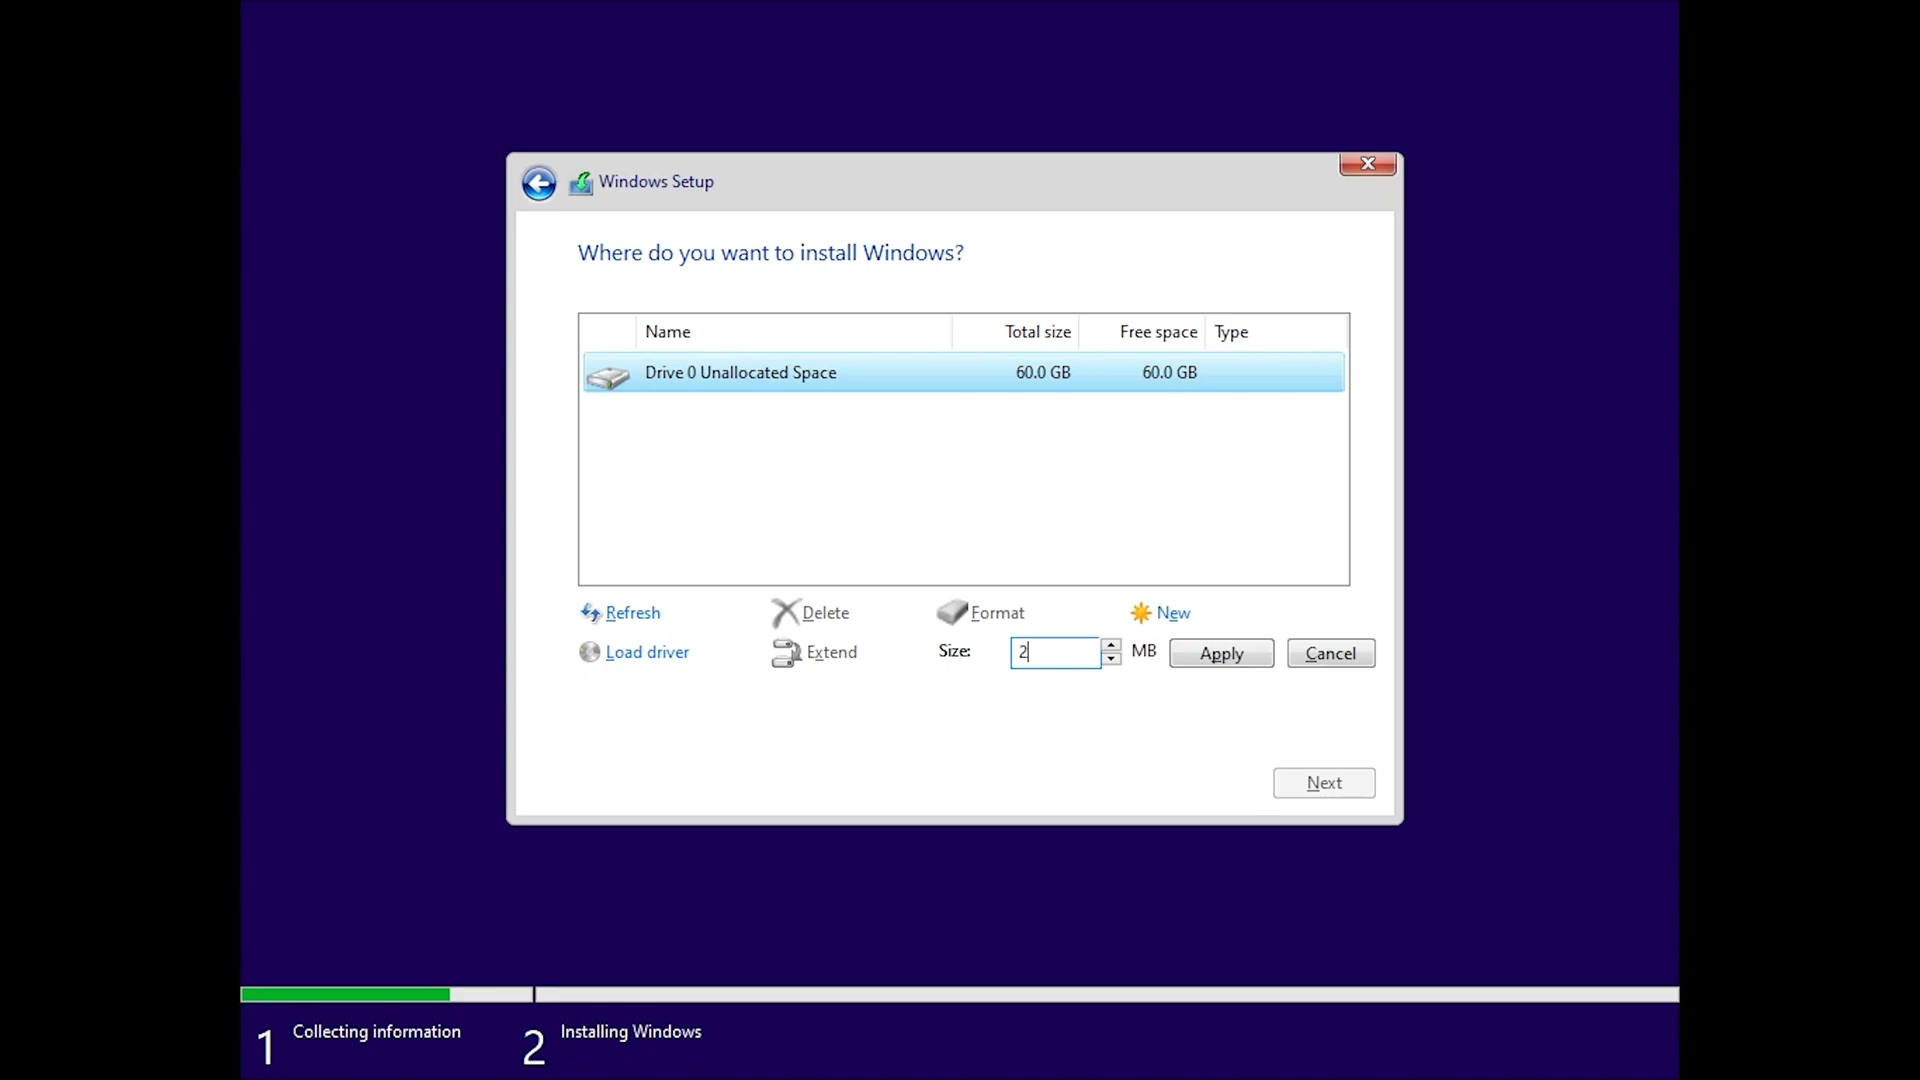 Windows Setup
Where do you want to install Windows?
Name Total size Free space Type
Drive 0 Unallocated Space 60.0 GB 60.0 GB
Refresh Delete Format New
Load driver Extend Size: 2 MB Apply Cancel
Next
1 Collecting information 2 Installing Windows